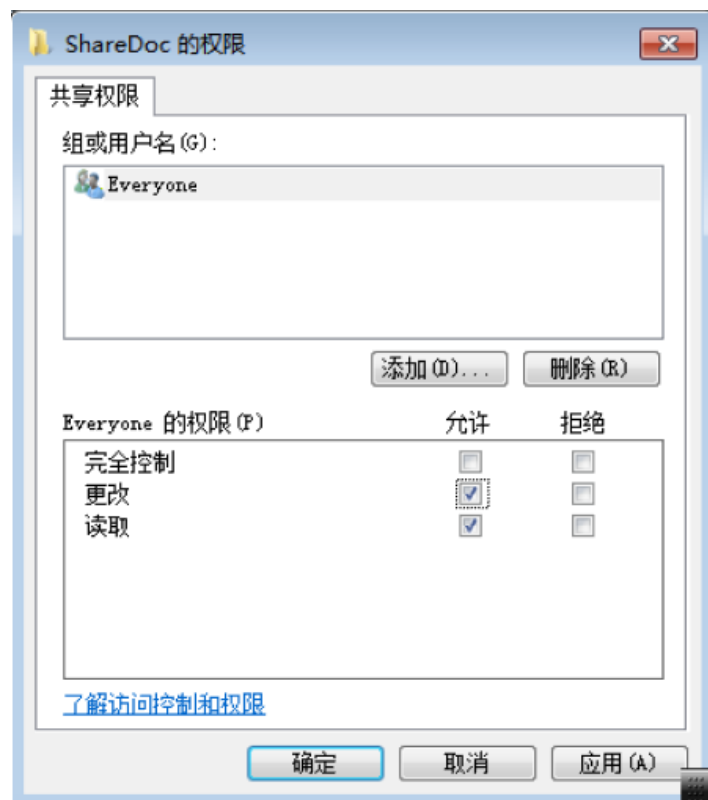 ShareDoc 的权限
共享权限
组或用户名(G):
Everyone
添加(D)... 删除(R)
Everyone 的权限(P) 允许 拒绝
完全控制
更改
读取
了解访问控制和权限
确定 取消 应用(A)